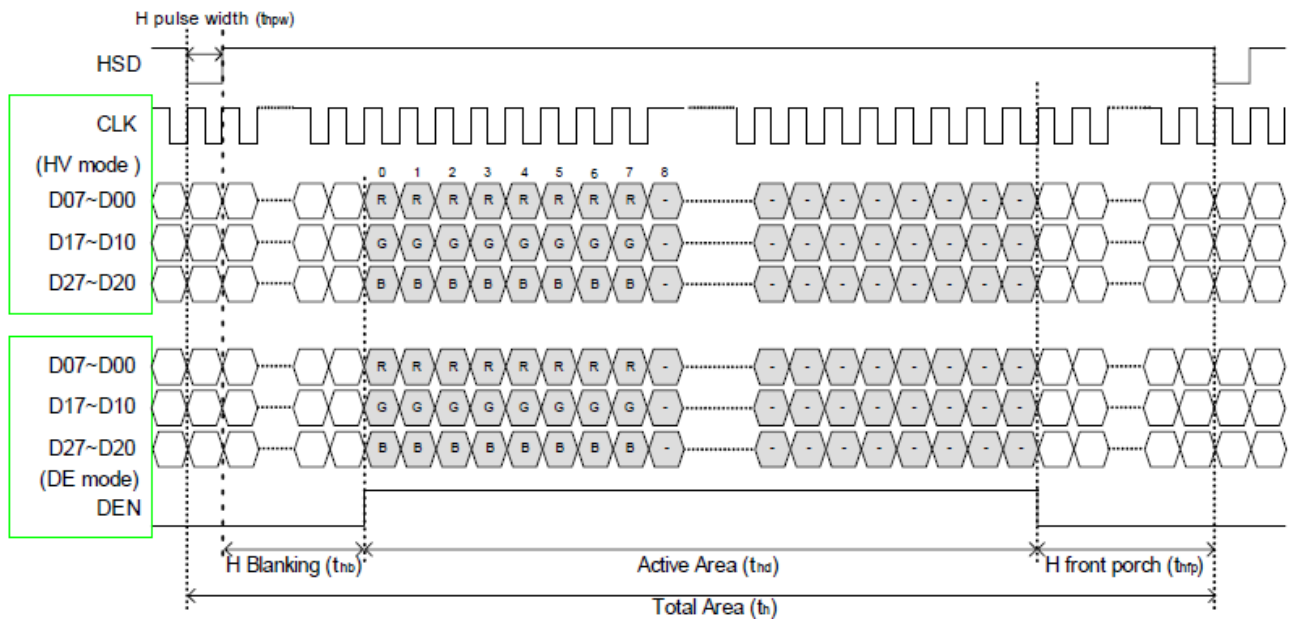 H pulse width (thpw)
HSD
CLK
(HV mode )
0 1 2 3 4 5 6 7 8
D07~D00 R R R R R R R R - - - - - - - - -
D17~D10 G G G G G G G G - - - - - - - - -
D27~D20 B B B B B B B B - - - - - - - - -
D07~D00 R R R R R R R R - - - - - - - - -
D17~D10 G G G G G G G G - - - - - - - - -
D27~D20 B B B B B B B B - - - - - - - - -
(DE mode)
DEN
H Blanking (thb) Active Area (thd) H front porch (thfp)
Total Area (th)